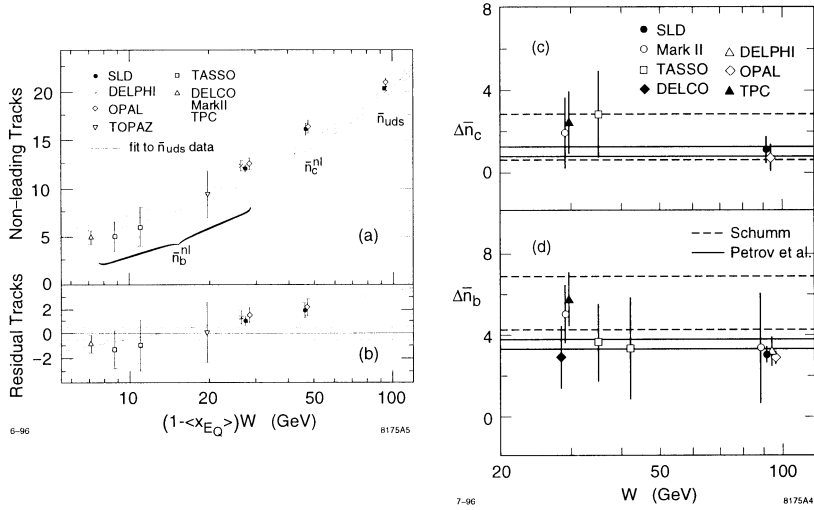 Non-leading Tracks
20
15
10
5
0
SLD
DELPHI
OPAL
TOPAZ
TASSO
DELCO
MarkII
TPC
fit to n̄uds data
n̄uds
n̄c^nl
n̄b^nl
(a)
Residual Tracks
2
0
−2
(b)
10 20 50 100
(1-<xEQ>)W (GeV)
6–96
8175A5
8
4
0
(c)
Δn̄c
SLD
Mark II
TASSO
DELCO
DELPHI
OPAL
TPC
(d)
Schumm
Petrov et al.
8
4
0
Δn̄b
20 50 100
W (GeV)
7–96
8175A4